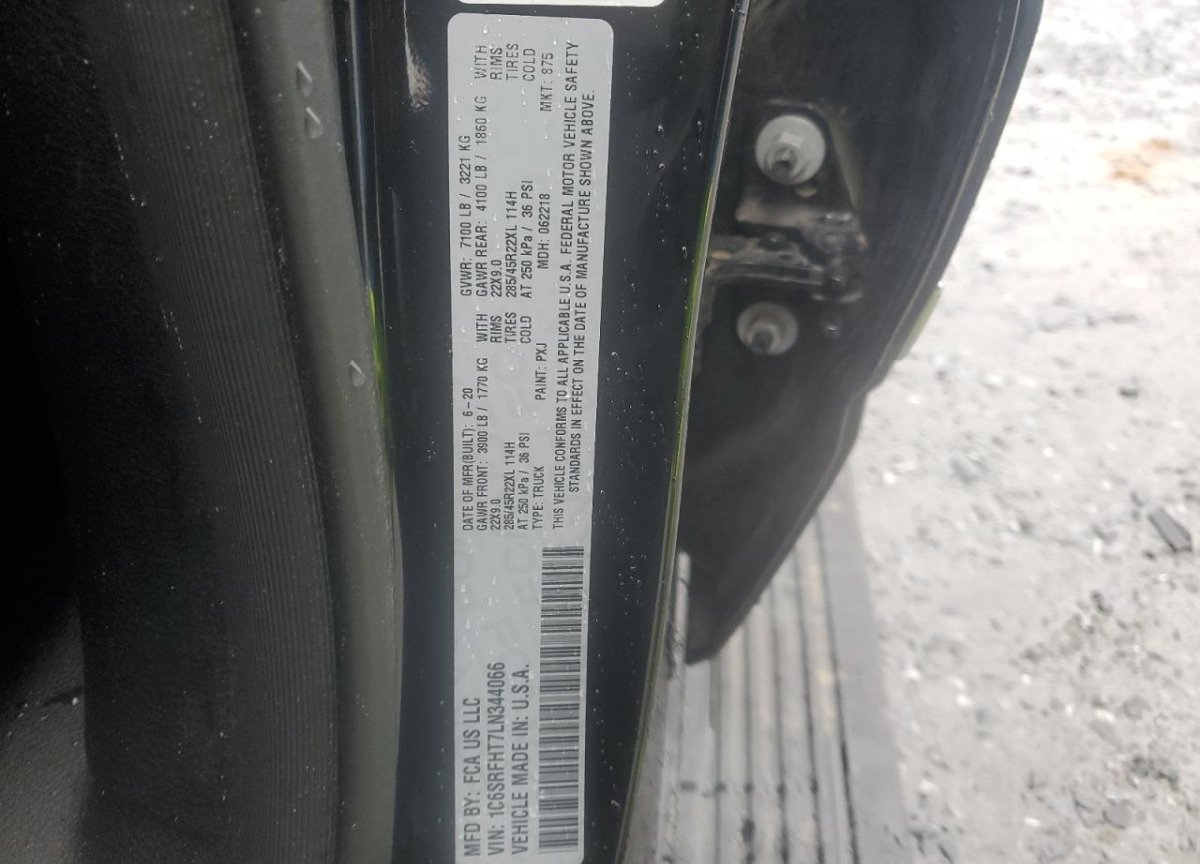 MFD BY: FCA US LLC
VIN: 1C6SRFHT7LN344066
VEHICLE MADE IN: U.S.A.
DATE OF MFR(BUILT): 6-20 GVWR: 7100 LB / 3221 KG
GAWR FRONT: 3900 LB / 1770 KG WITH GAWR REAR: 4100 LB / 1860 KG WITH
22X9.0 RIMS 22X9.0 RIMS
285/45R22XL 114H TIRES 285/45R22XL 114H TIRES
AT 250 kPa / 36 PSI COLD AT 250 kPa / 36 PSI COLD
TYPE: TRUCK PAINT: PXJ MDH: 062218 MKT: 875
THIS VEHICLE CONFORMS TO ALL APPLICABLE U.S.A. FEDERAL MOTOR VEHICLE SAFETY
STANDARDS IN EFFECT ON THE DATE OF MANUFACTURE SHOWN ABOVE.